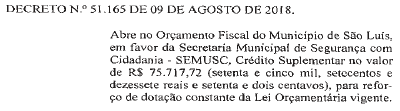 DECRETO N.º 51.165 DE 09 DE AGOSTO DE 2018.
Abre no Orçamento Fiscal do Município de São Luís,
em favor da Secretaria Municipal de Segurança com
Cidadania - SEMUSC, Crédito Suplementar no valor
de R$ 75.717,72 (setenta e cinco mil, setecentos e
dezessete reais e setenta e dois centavos), para refor-
ço de dotação constante da Lei Orçamentária vigente.